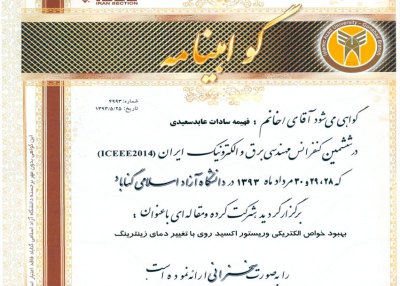 IRAN SECTION
گواهینامه
شماره: ۴۹۹۳
تاریخ: ۱۳۹۳/۵/۲۵
گواهی می‌شود آقای/خانم : فهیمه سادات عابدسعیدی
در ششمین کنفرانس مهندسی برق و الکترونیک ایران (ICEEE2014)
که ۲۸، ۲۹ و ۳۰ مرداد ماه ۱۳۹۳ در دانشگاه آزاد اسلامی گناباد
برگزار گردید شرکت کرده و مقاله ای با عنوان :
بهبود خواص الکتریکی وریستور اکسید روی با تغییر دمای زینترینگ
را به صورت سخنرانی ارائه نموده است